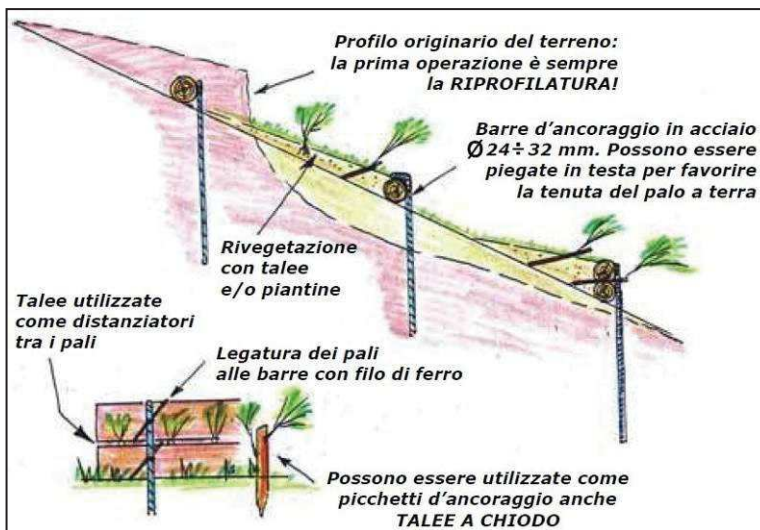 Profilo originario del terreno:
la prima operazione è sempre
la RIPROFILATURA!
Barre d'ancoraggio in acciaio
Ø 24÷32 mm. Possono essere
piegate in testa per favorire
la tenuta del palo a terra
Rivegetazione
con talee
e/o piantine
Talee utilizzate
come distanziatori
tra i pali
Legatura dei pali
alle barre con filo di ferro
Possono essere utilizzate come
picchetti d'ancoraggio anche
TALEE A CHIODO